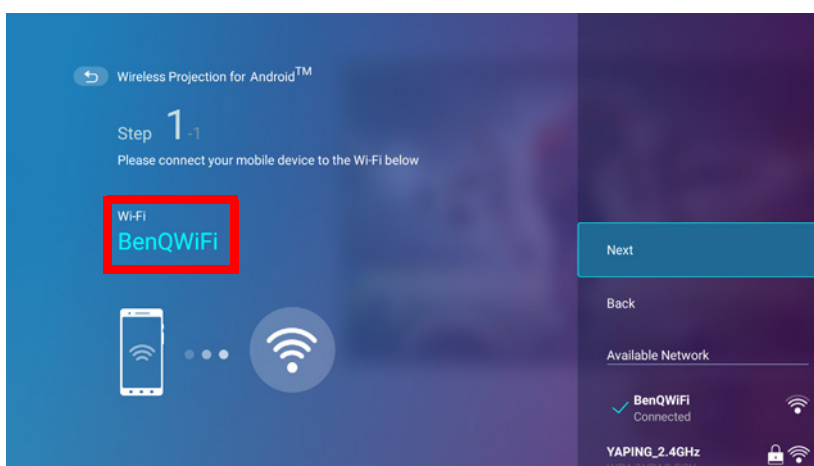 Wireless Projection for Android™
Step 1-1
Please connect your mobile device to the Wi-Fi below
Wi-Fi
BenQWiFi
Next
Back
Available Network
BenQWiFi
Connected
YAPING_2.4GHz